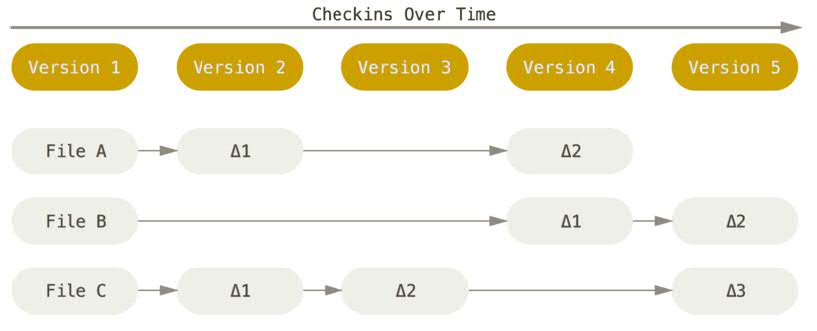 Checkins Over Time
Version 1 Version 2 Version 3 Version 4 Version 5
File A Δ1 Δ2
File B Δ1 Δ2
File C Δ1 Δ2 Δ3